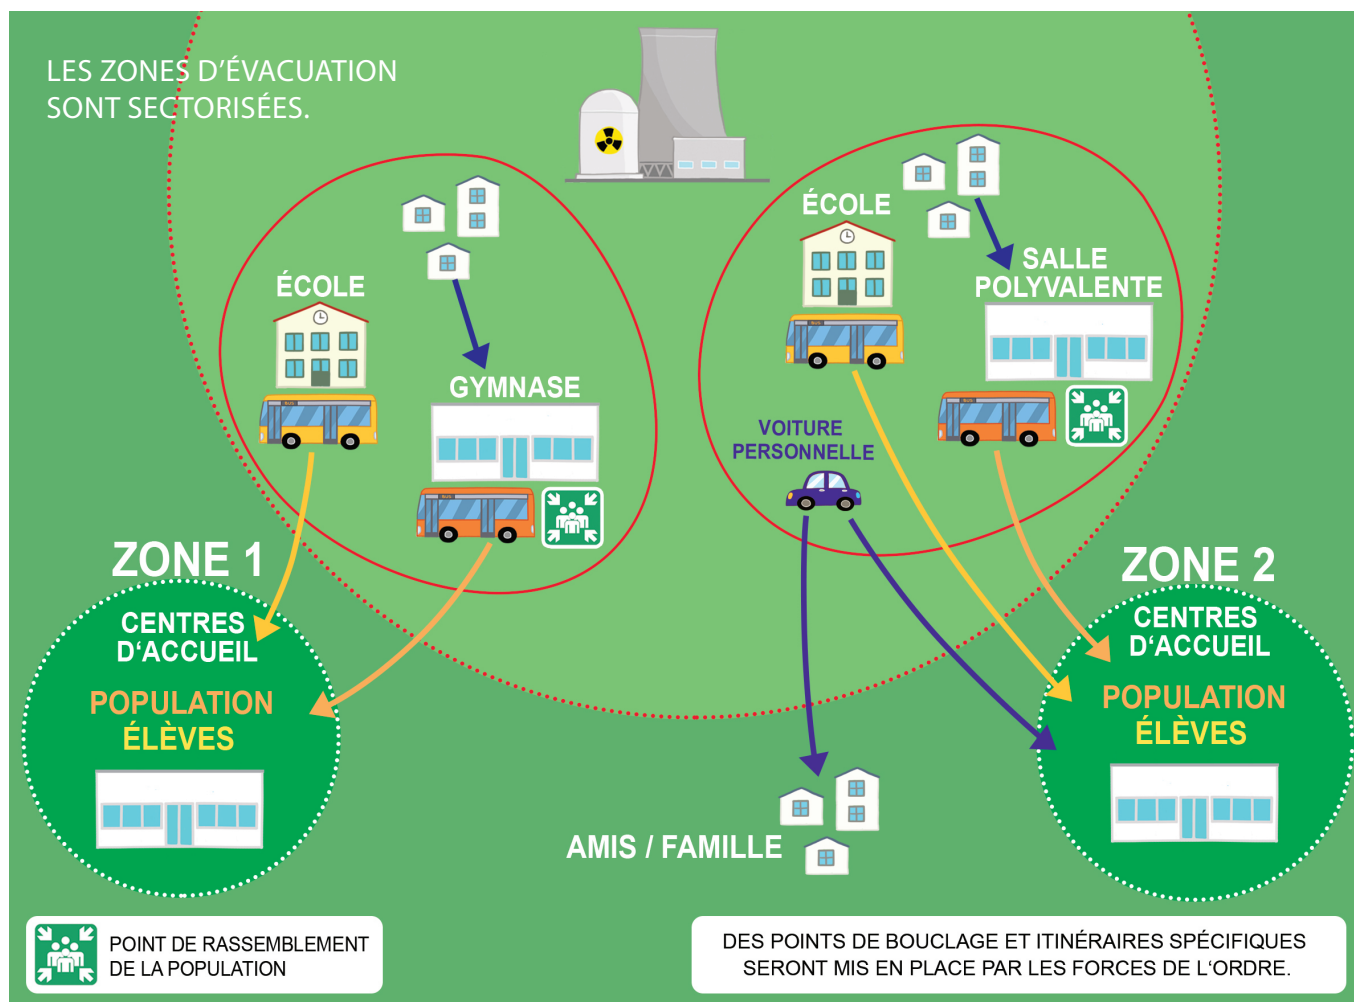 LES ZONES D'ÉVACUATION
SONT SECTORISÉES.
ÉCOLE
GYMNASE
ÉCOLE
SALLE
POLYVALENTE
VOITURE
PERSONNELLE
ZONE 1
CENTRES
D'ACCUEIL
POPULATION
ÉLÈVES
ZONE 2
CENTRES
D'ACCUEIL
POPULATION
ÉLÈVES
AMIS / FAMILLE
POINT DE RASSEMBLEMENT
DE LA POPULATION
DES POINTS DE BOUCLAGE ET ITINÉRAIRES SPÉCIFIQUES
SERONT MIS EN PLACE PAR LES FORCES DE L'ORDRE.